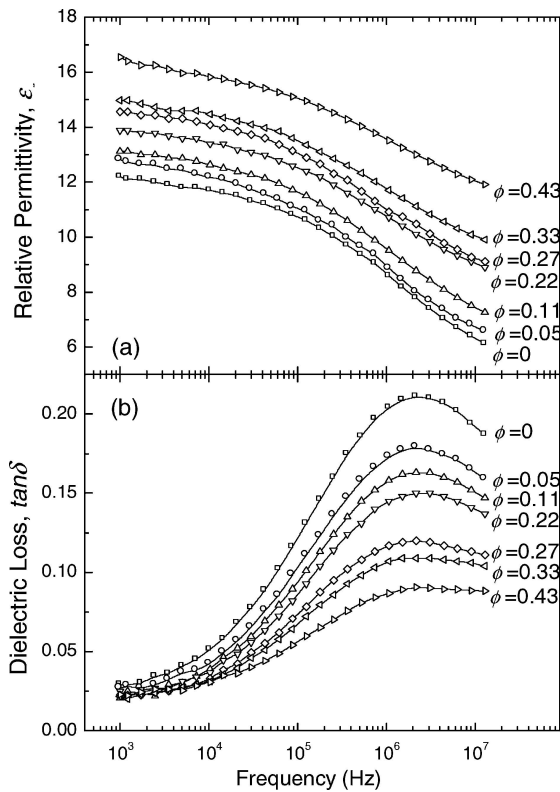 18
16
14
12
10
8
6
Relative Permittivity, εᵣ
(a)
ϕ=0.43
ϕ=0.33
ϕ=0.27
ϕ=0.22
ϕ=0.11
ϕ=0.05
ϕ=0
0.20
0.15
0.10
0.05
0.00
Dielectric Loss, tanδ
(b)
ϕ=0
ϕ=0.05
ϕ=0.11
ϕ=0.22
ϕ=0.27
ϕ=0.33
ϕ=0.43
10³ 10⁴ 10⁵ 10⁶ 10⁷
Frequency (Hz)